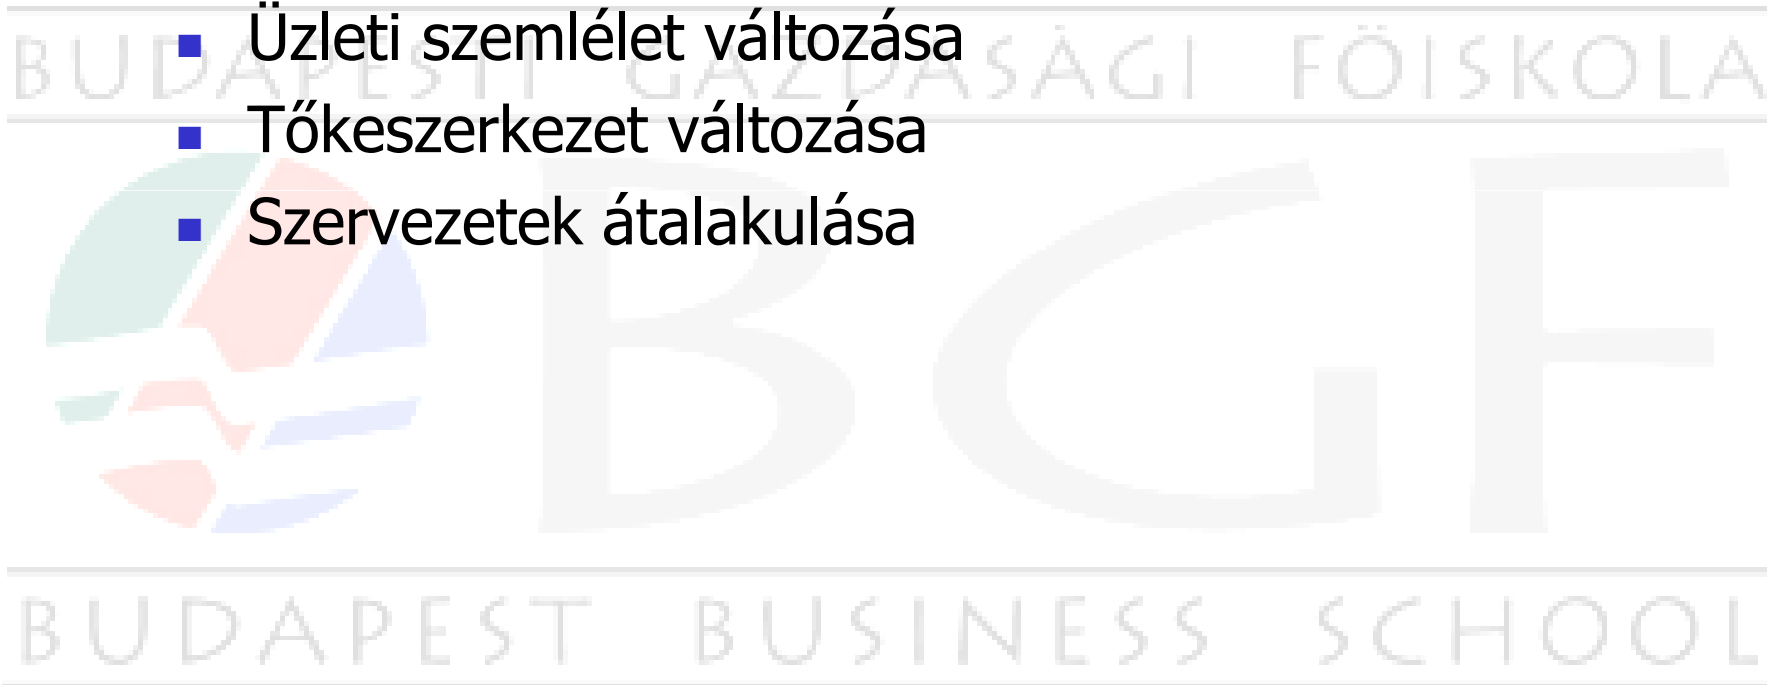 Üzleti szemlélet változása
BUDAPESTI GAZDASÁGI FŐISKOLA
Tőkeszerkezet változása
Szervezetek átalakulása
BGF
BUDAPEST BUSINESS SCHOOL